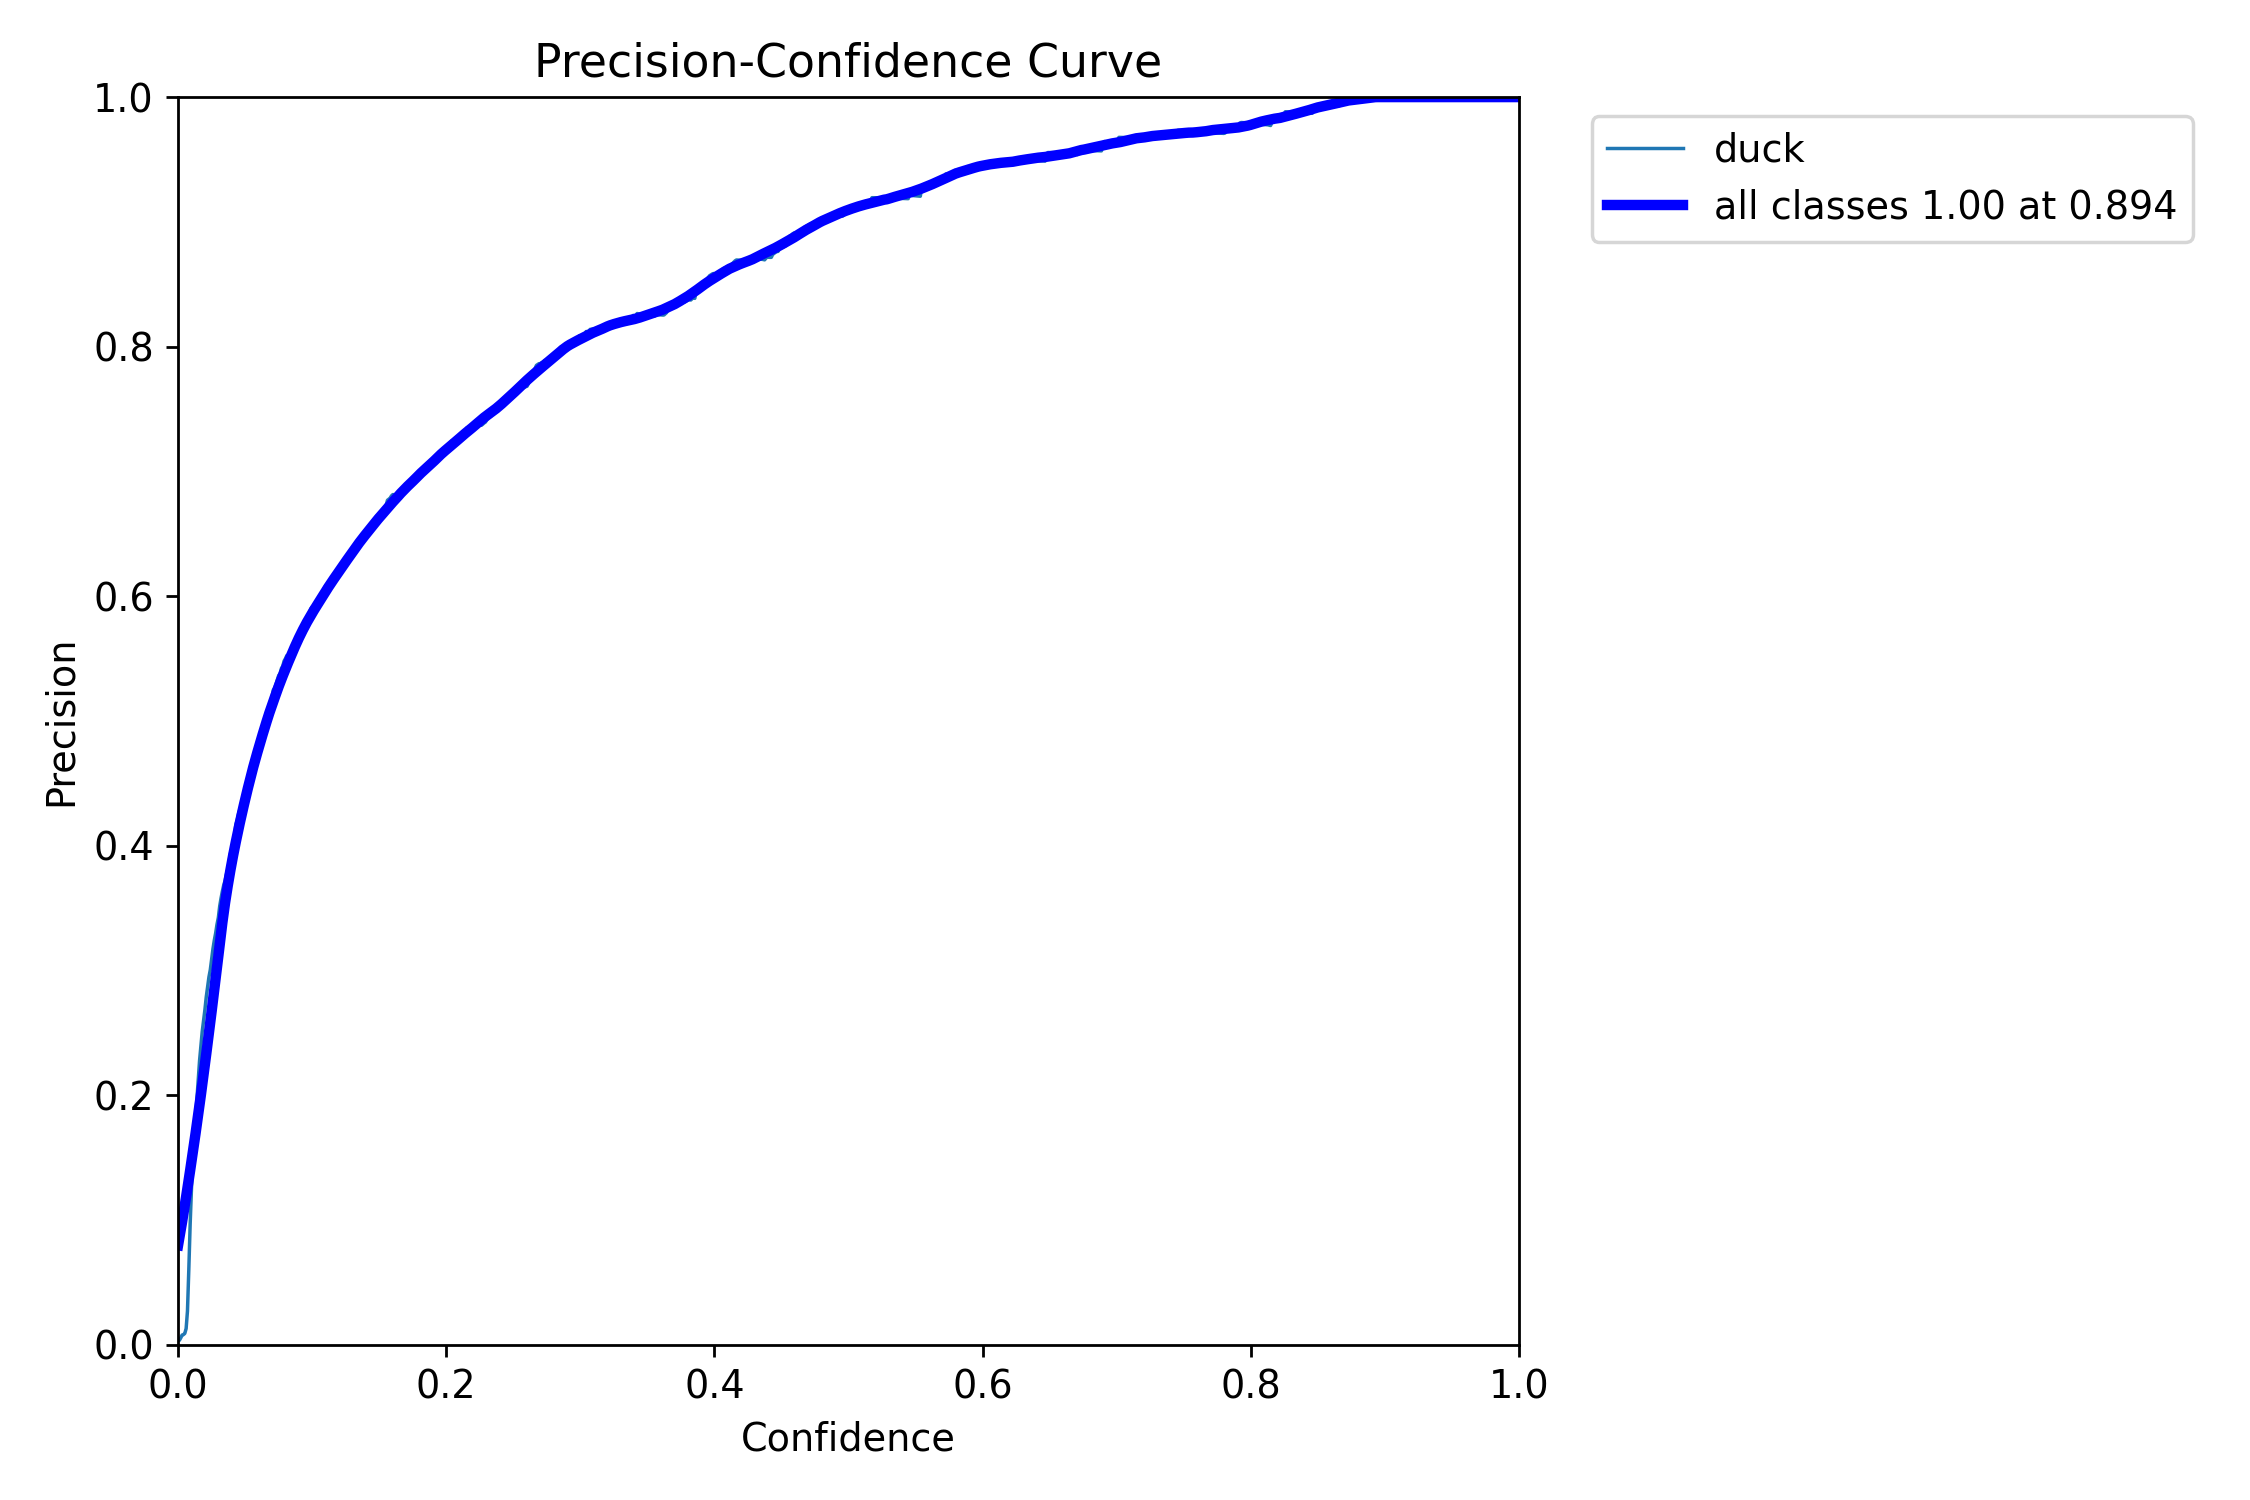 Precision-Confidence Curve
1.0
0.8
0.6
0.4
0.2
0.0
Precision
0.0 0.2 0.4 0.6 0.8 1.0
Confidence
duck
all classes 1.00 at 0.894